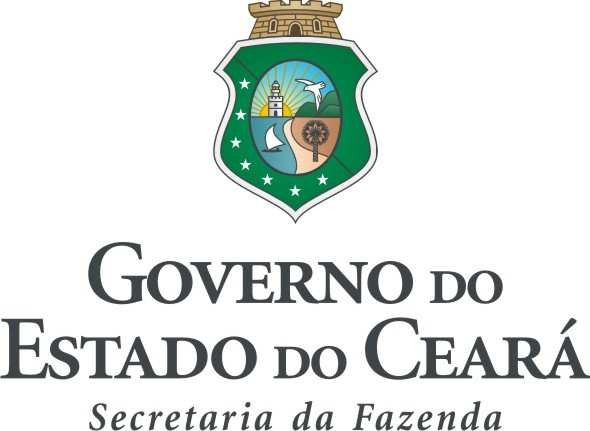 GOVERNO DO
ESTADO DO CEARÁ
Secretaria da Fazenda